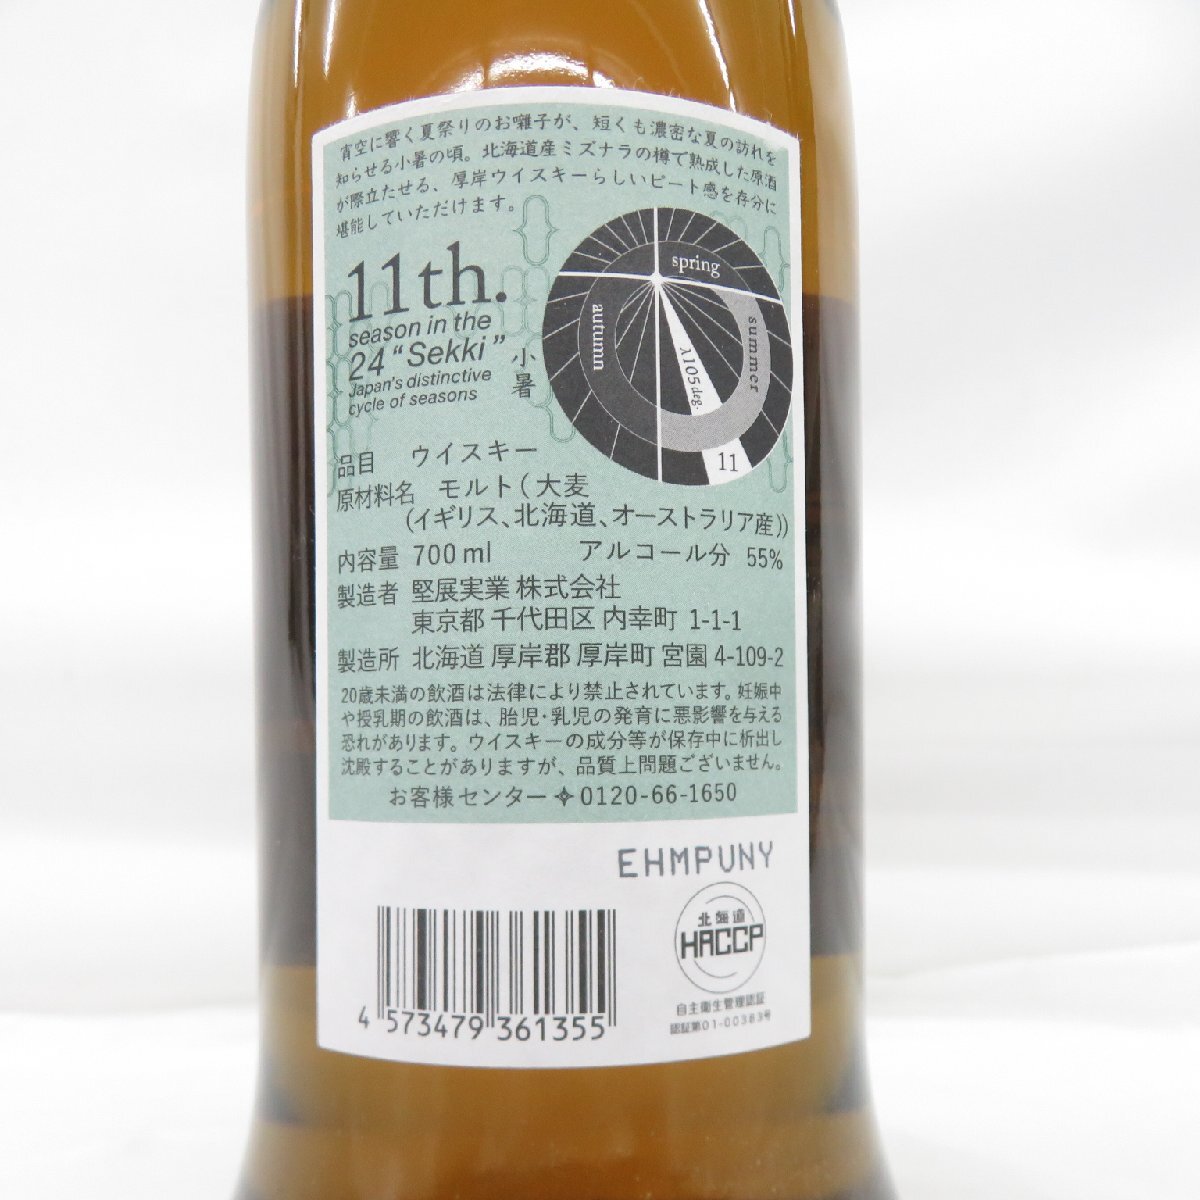 宵空に響く夏祭りのお囃子が、短くも濃密な夏の訪れを
知らせる小暑の頃。北海道産ミズナラの樽で熟成した原酒
が際立たせる、厚岸ウイスキーらしいピート感を存分に
堪能していただけます。
11th.
season in the
24 “Sekki”
Japan's distinctive
cycle of seasons
小暑
spring
summer
autumn
λ105deg.
11
品目 ウイスキー
原材料名 モルト(大麦
(イギリス、北海道、オーストラリア産))
内容量 700ml アルコール分 55%
製造者 堅展実業 株式会社
東京都 千代田区 内幸町 1-1-1
製造所 北海道 厚岸郡 厚岸町 宮園 4-109-2
20歳未満の飲酒は法律により禁止されています。妊娠中
や授乳期の飲酒は、胎児・乳児の発育に悪影響を与える
恐れがあります。ウイスキーの成分等が保存中に析出し
沈殿することがありますが、品質上問題ございません。
お客様センター✧0120-66-1650
EHMPUNY
北海道
HACCP
自主衛生管理認証
認証第01-00383号
4 573479 361355